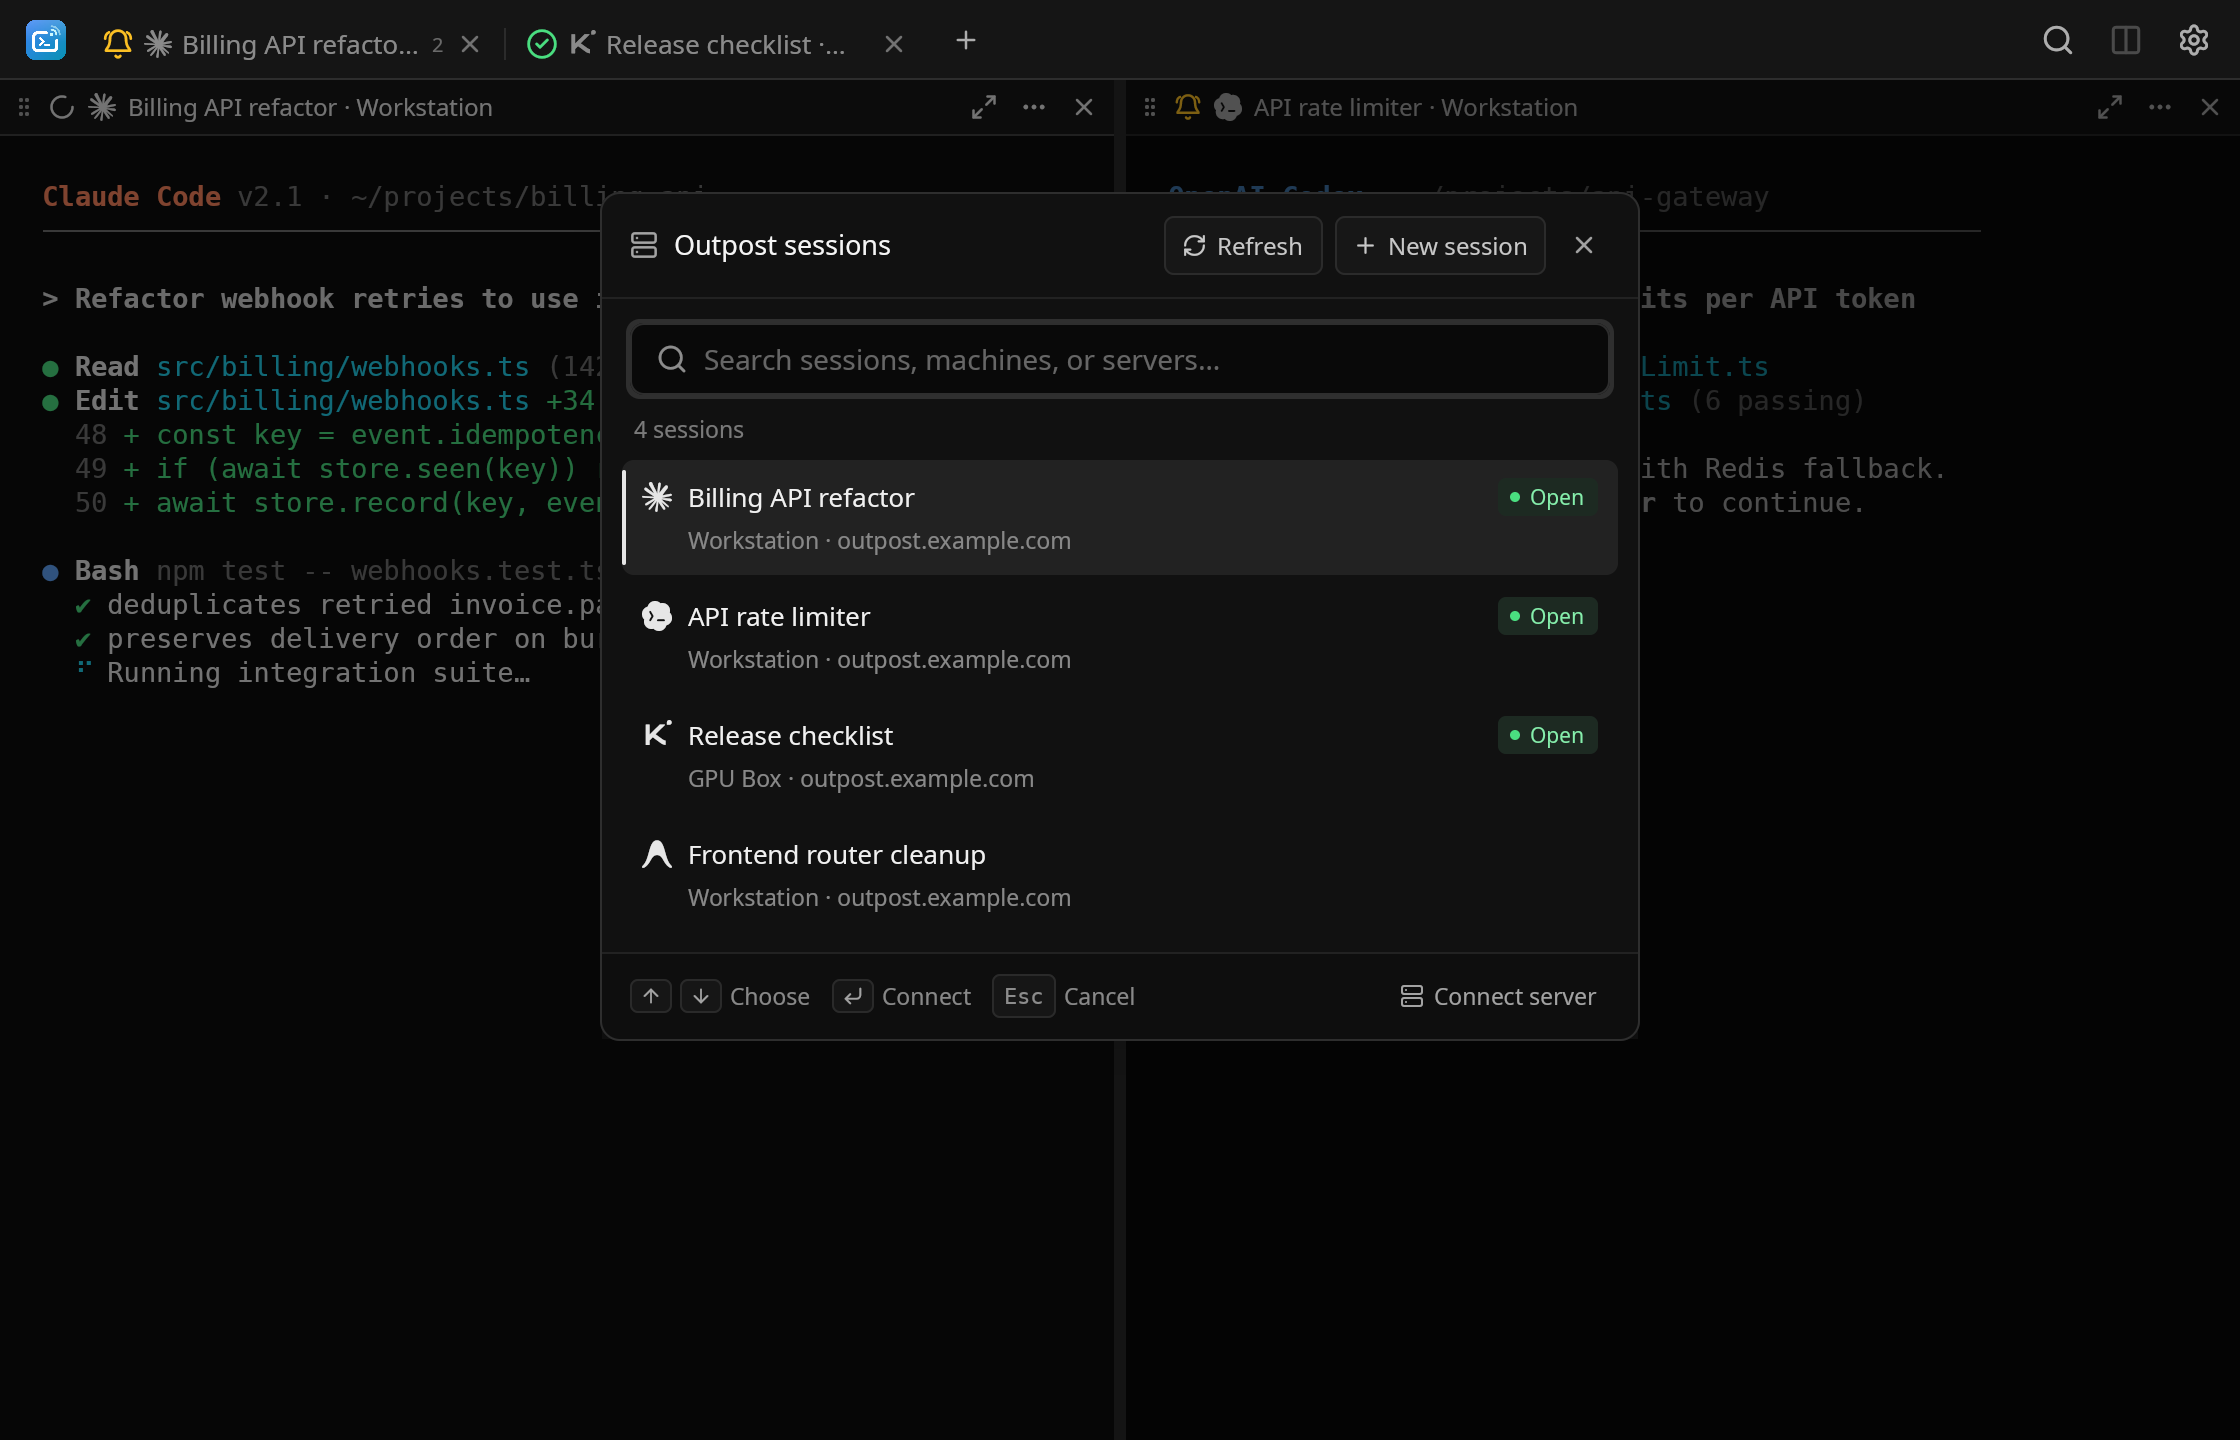 Billing API refacto... 2
Release checklist ·...
Billing API refactor · Workstation
API rate limiter · Workstation
Claude Code v2.1 · ~/projects/billing-api
-gateway
> Refactor webhook retries to use
its per API token
● Read src/billing/webhooks.ts (142
Limit.ts
● Edit src/billing/webhooks.ts +34
ts (6 passing)
48 + const key = event.idempotenc
49 + if (await store.seen(key))
ith Redis fallback.
50 + await store.record(key, even
r to continue.
● Bash npm test -- webhooks.test.ts
✔ deduplicates retried invoice.pa
✔ preserves delivery order on bu
Running integration suite…
Outpost sessions
Refresh
New session
Search sessions, machines, or servers...
4 sessions
Billing API refactor
Open
Workstation · outpost.example.com
API rate limiter
Open
Workstation · outpost.example.com
Release checklist
Open
GPU Box · outpost.example.com
Frontend router cleanup
Workstation · outpost.example.com
↑ ↓ Choose
Connect
Esc Cancel
Connect server